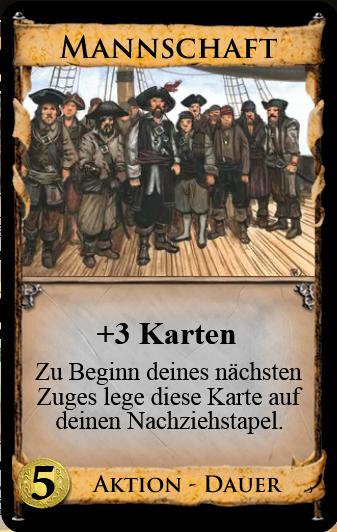 MANNSCHAFT
+3 Karten
Zu Beginn deines nächsten
Zuges lege diese Karte auf
deinen Nachziehstapel.
5
AKTION - DAUER